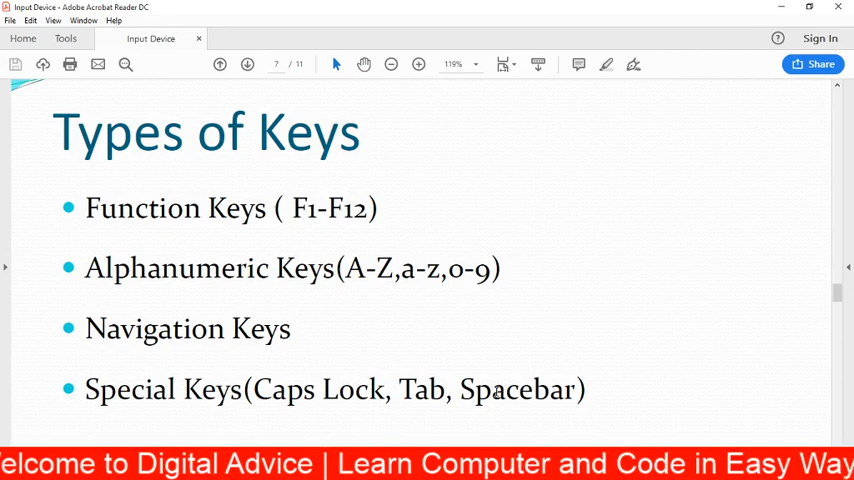 Input Device - Adobe Acrobat Reader DC
File Edit View Window Help
Home Tools Input Device ×
? Sign In
7 / 11 119% Share
Types of Keys
• Function Keys ( F1-F12)
• Alphanumeric Keys(A-Z,a-z,0-9)
• Navigation Keys
• Special Keys(Caps Lock, Tab, Spacebar)
elcome to Digital Advice | Learn Computer and Code in Easy Way